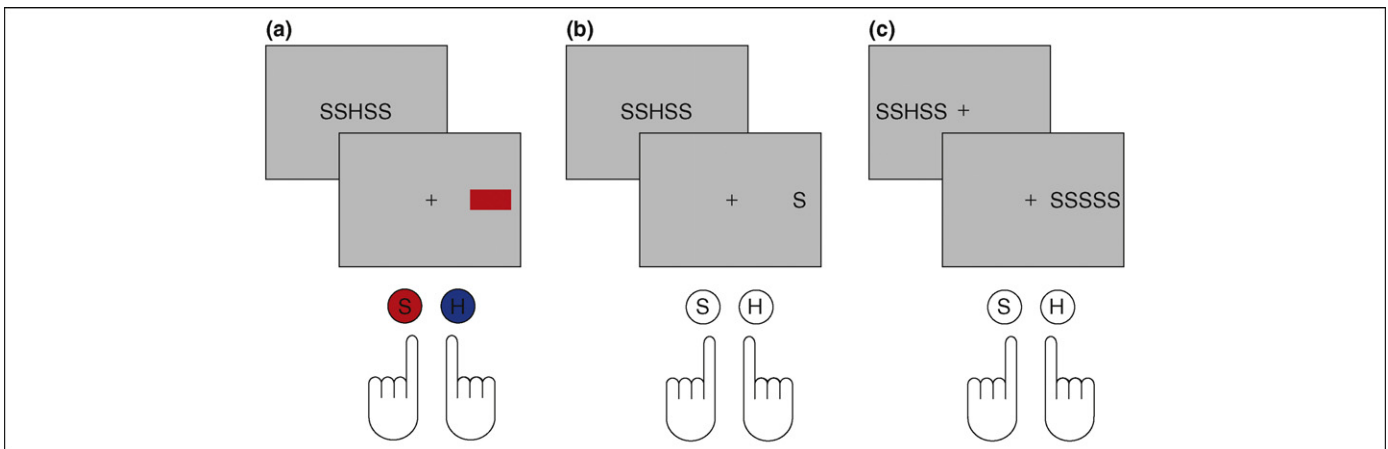 (a)
SSHSS
+
S H
(b)
SSHSS
+ S
S H
(c)
SSHSS +
+ SSSSS
S H